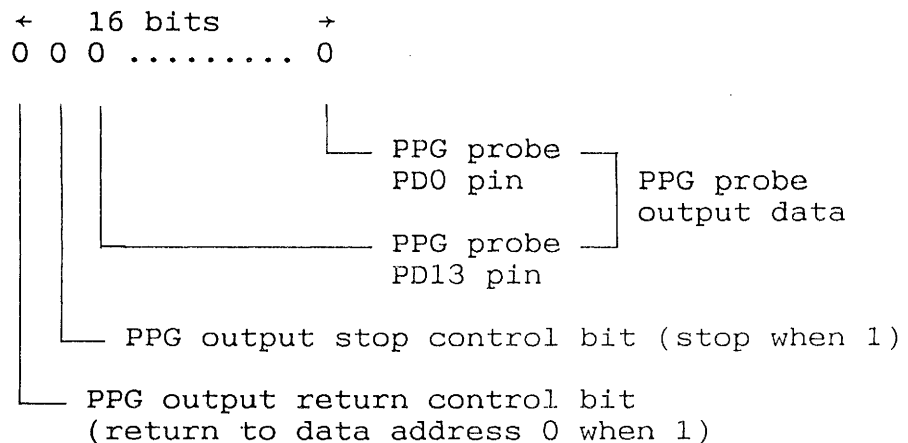 ← 16 bits →
0 0 0 ......... 0
PPG probe
PD0 pin
PPG probe
output data
PPG probe
PD13 pin
PPG output stop control bit (stop when 1)
PPG output return control bit
(return to data address 0 when 1)